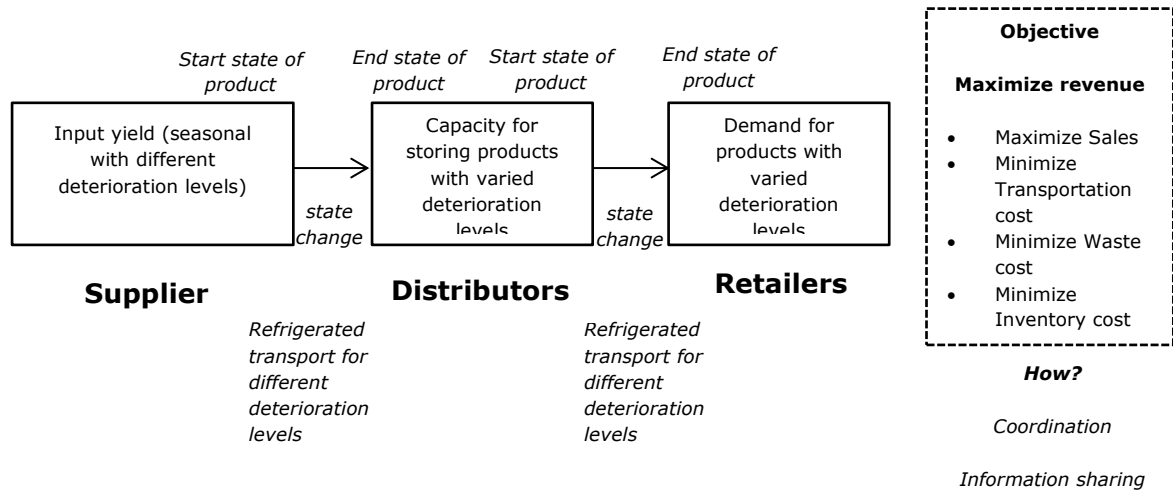 Start state of
product
End state of
product
Start state of
product
End state of
product
Input yield (seasonal
with different
deterioration levels)
state
change
Capacity for
storing products
with varied
deterioration
levels
state
change
Demand for
products with
varied
deterioration
levels
Supplier
Distributors
Retailers
Refrigerated
transport for
different
deterioration
levels
Refrigerated
transport for
different
deterioration
levels
Objective
Maximize revenue
• Maximize Sales
• Minimize
Transportation
cost
• Minimize Waste
cost
• Minimize
Inventory cost
How?
Coordination
Information sharing